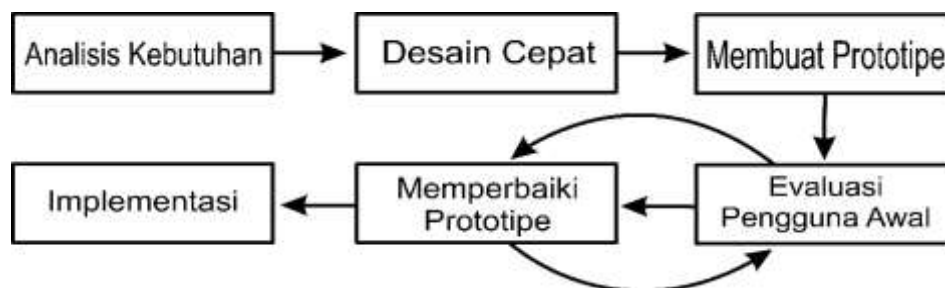 Analisis Kebutuhan
Desain Cepat
Membuat Prototipe
Implementasi
Memperbaiki
Prototipe
Evaluasi
Pengguna Awal